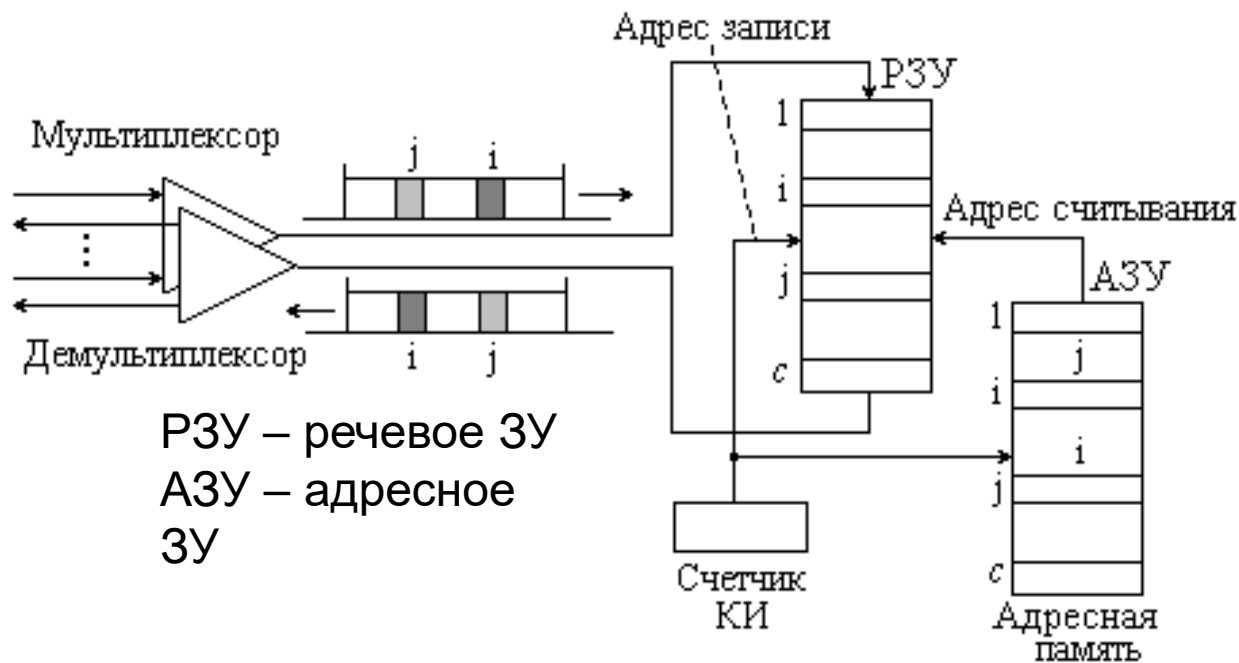 Адрес записи
РЗУ
Мультиплексор
j i
1
i
j
c
Адрес считывания
АЗУ
Демультиплексор
i j
1
j
i
i
j
c
РЗУ – речевое ЗУ
АЗУ – адресное
ЗУ
Счетчик
КИ
Адресная
память